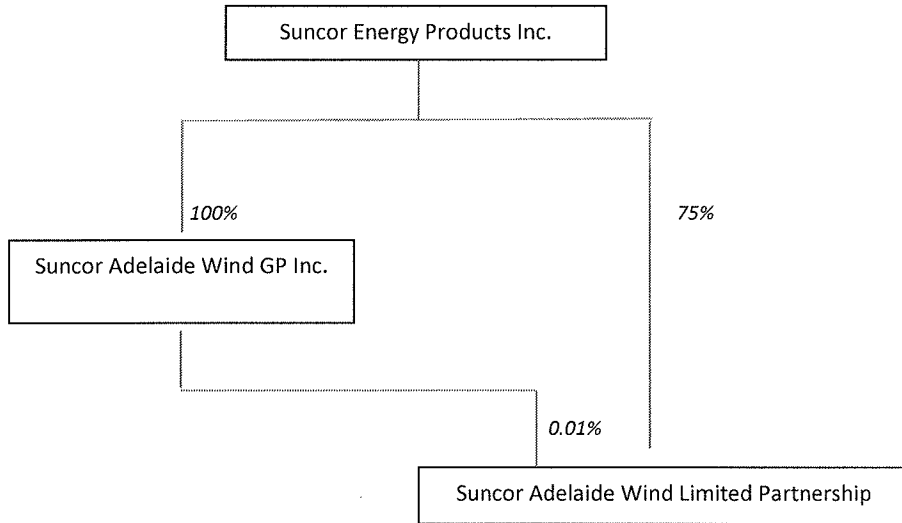 Suncor Energy Products Inc.
100%
75%
Suncor Adelaide Wind GP Inc.
0.01%
Suncor Adelaide Wind Limited Partnership